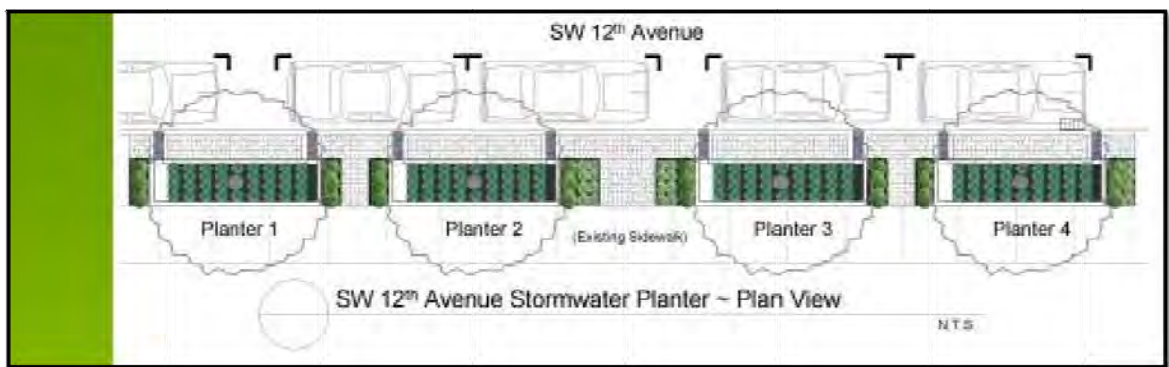 SW 12th Avenue
Planter 1
Planter 2
(Existing Sidewalk)
Planter 3
Planter 4
SW 12th Avenue Stormwater Planter ~ Plan View
N.T.S